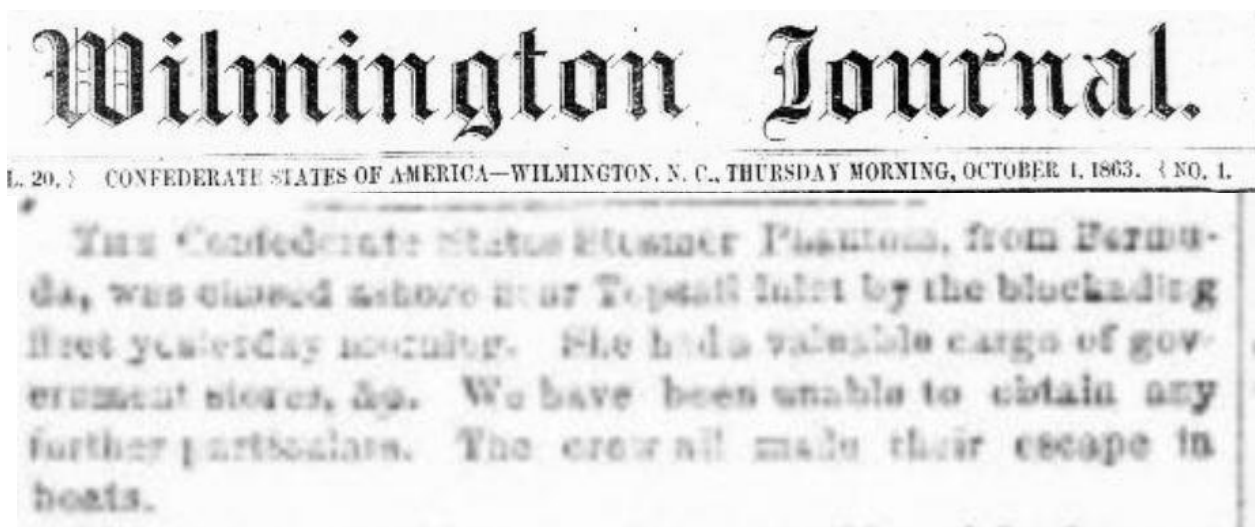 Wilmington Journal.
L. 20. } CONFEDERATE STATES OF AMERICA—WILMINGTON, N. C., THURSDAY MORNING, OCTOBER 1, 1863. { NO. 1.
THE Confederate States Steamer Phantom, from Bermu-
da, was chased ashore near Topsail Inlet by the blockading
fleet yesterday morning. She had a valuable cargo of gov-
ernment stores, &c. We have been unable to obtain any
further particulars. The crew all made their escape in
boats.